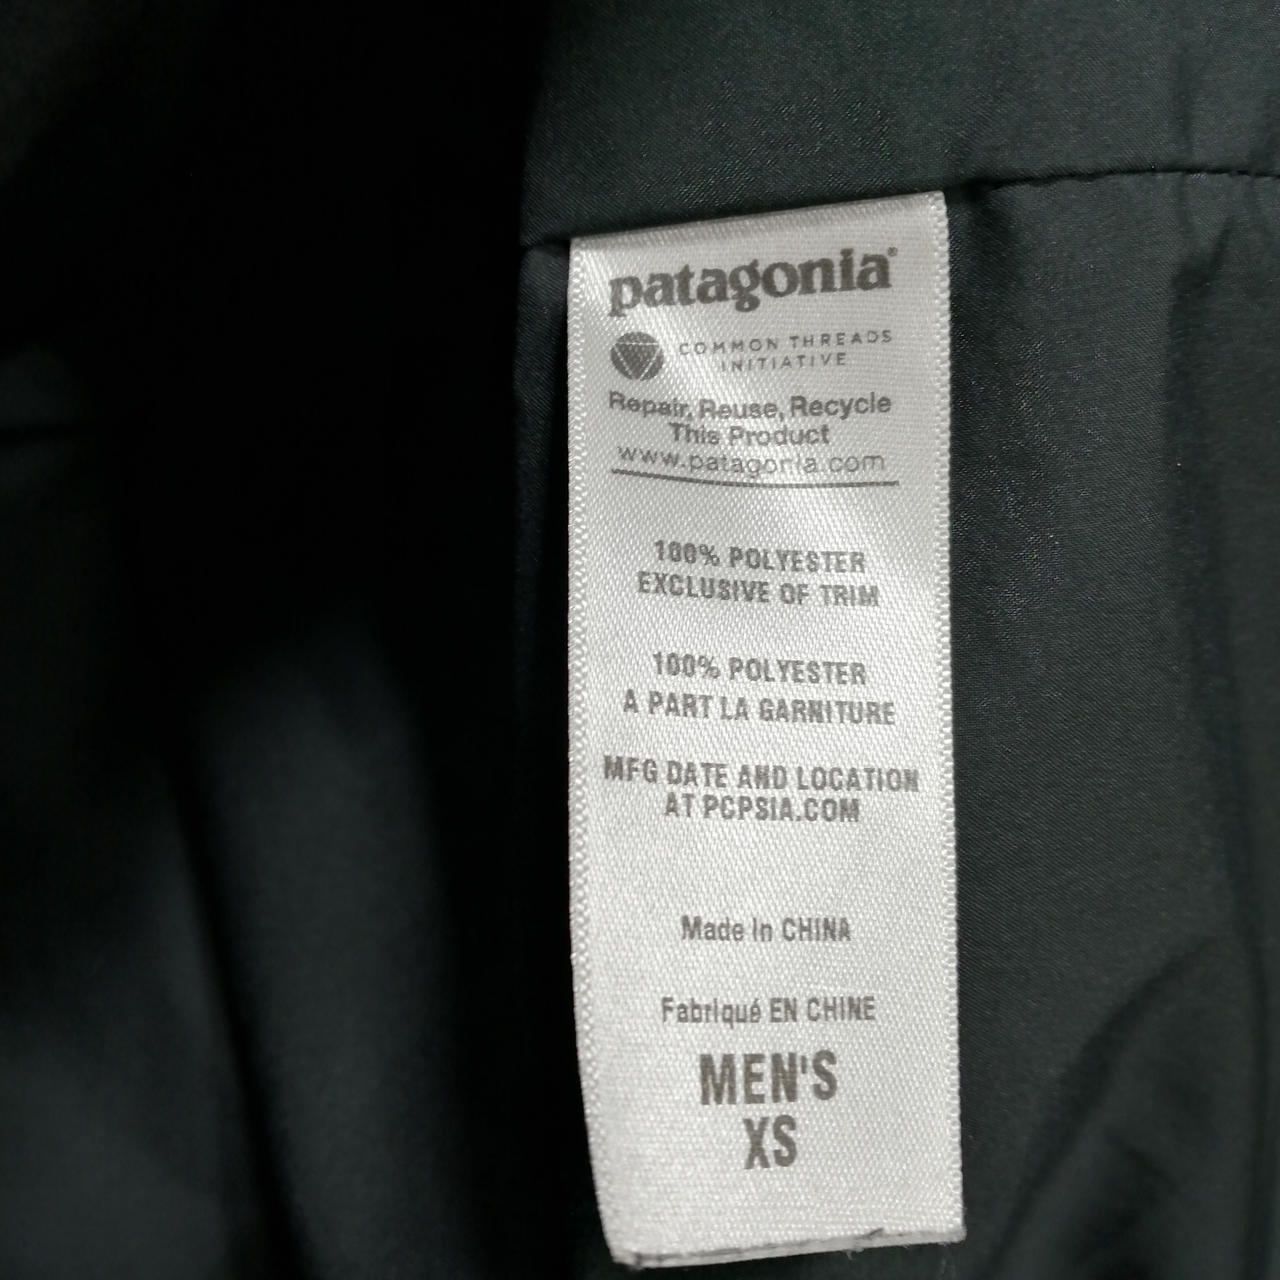 patagonia®
COMMON THREADS
INITIATIVE
Repair, Reuse, Recycle
This Product
www.patagonia.com
100% POLYESTER
EXCLUSIVE OF TRIM
100% POLYESTER
A PART LA GARNITURE
MFG DATE AND LOCATION
AT PCPSIA.COM
Made in CHINA
Fabriqué EN CHINE
MEN'S
XS